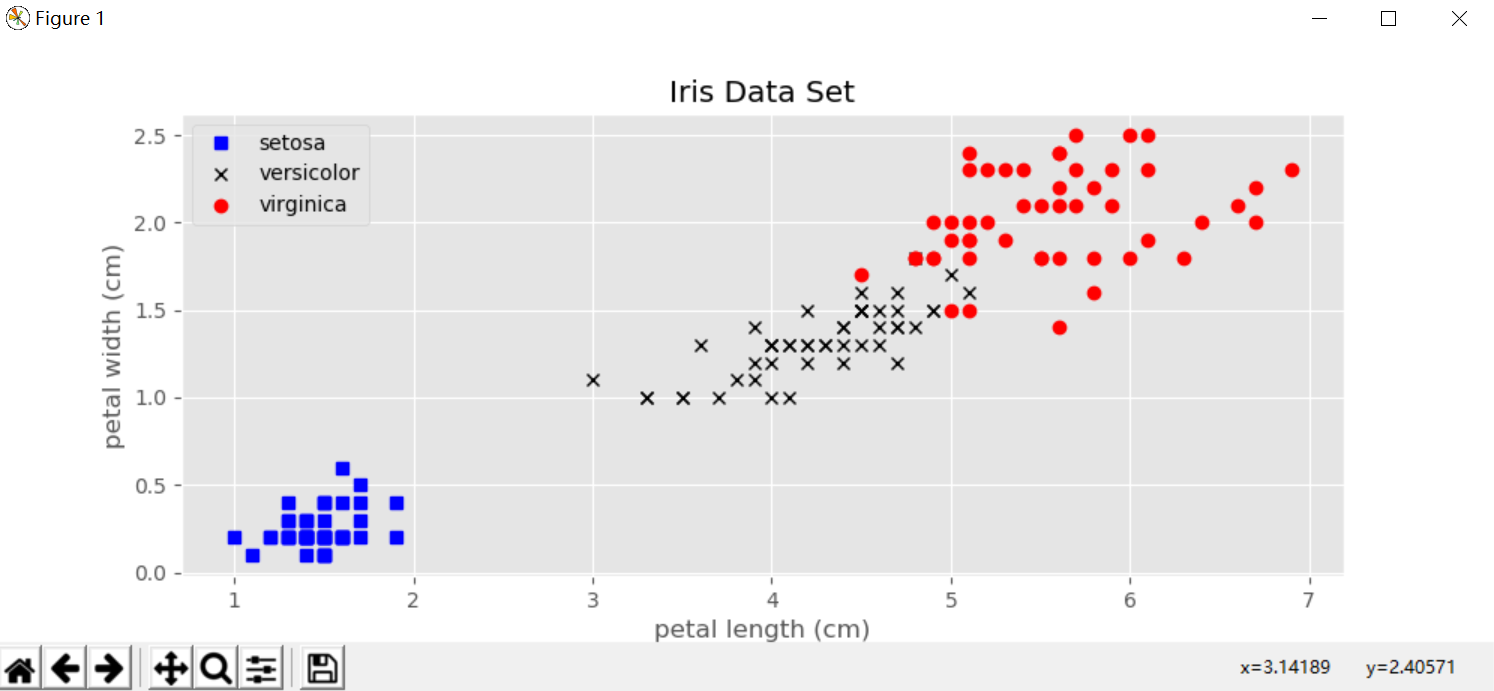 Figure 1
Iris Data Set
setosa
versicolor
virginica
petal width (cm)
2.5
2.0
1.5
1.0
0.5
0.0
1 2 3 4 5 6 7
petal length (cm)
x=3.14189 y=2.40571